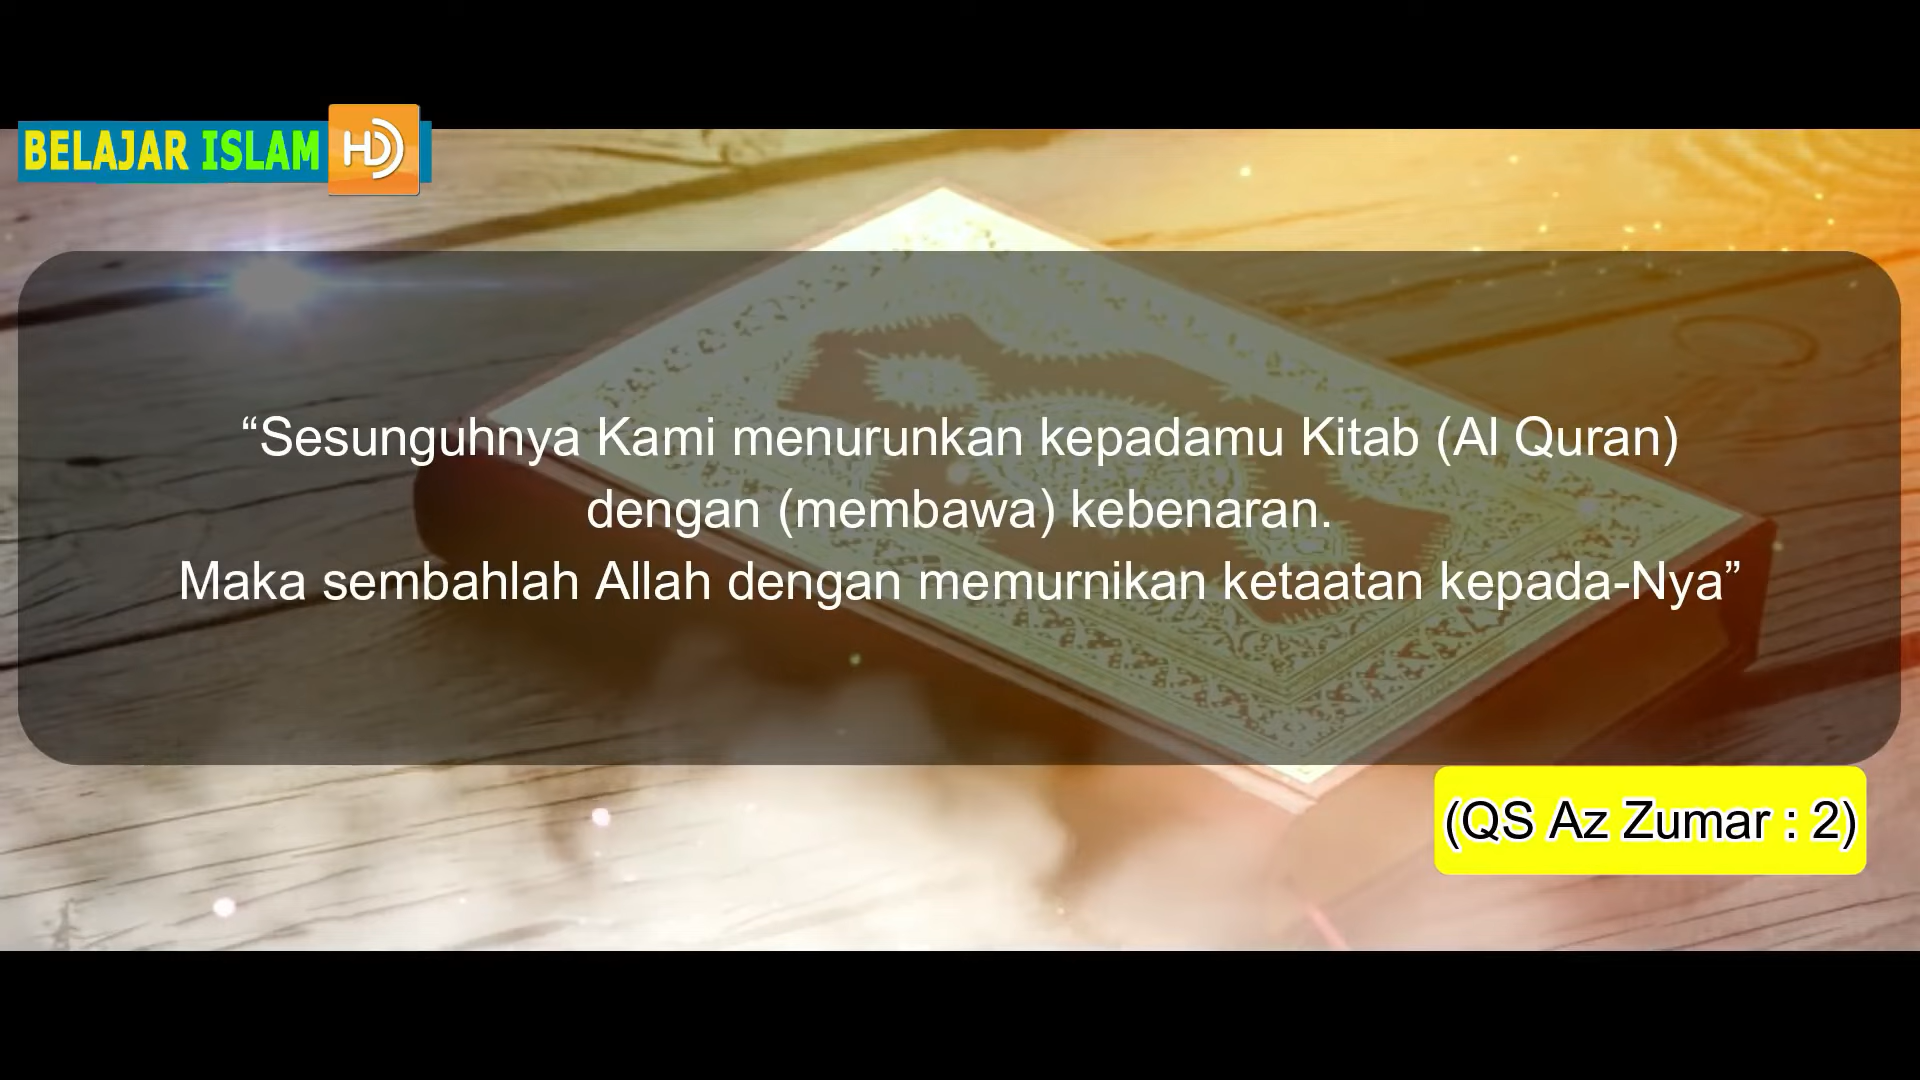 BELAJAR ISLAM HD
“Sesunguhnya Kami menurunkan kepadamu Kitab (Al Quran)
dengan (membawa) kebenaran.
Maka sembahlah Allah dengan memurnikan ketaatan kepada-Nya”
(QS Az Zumar : 2)